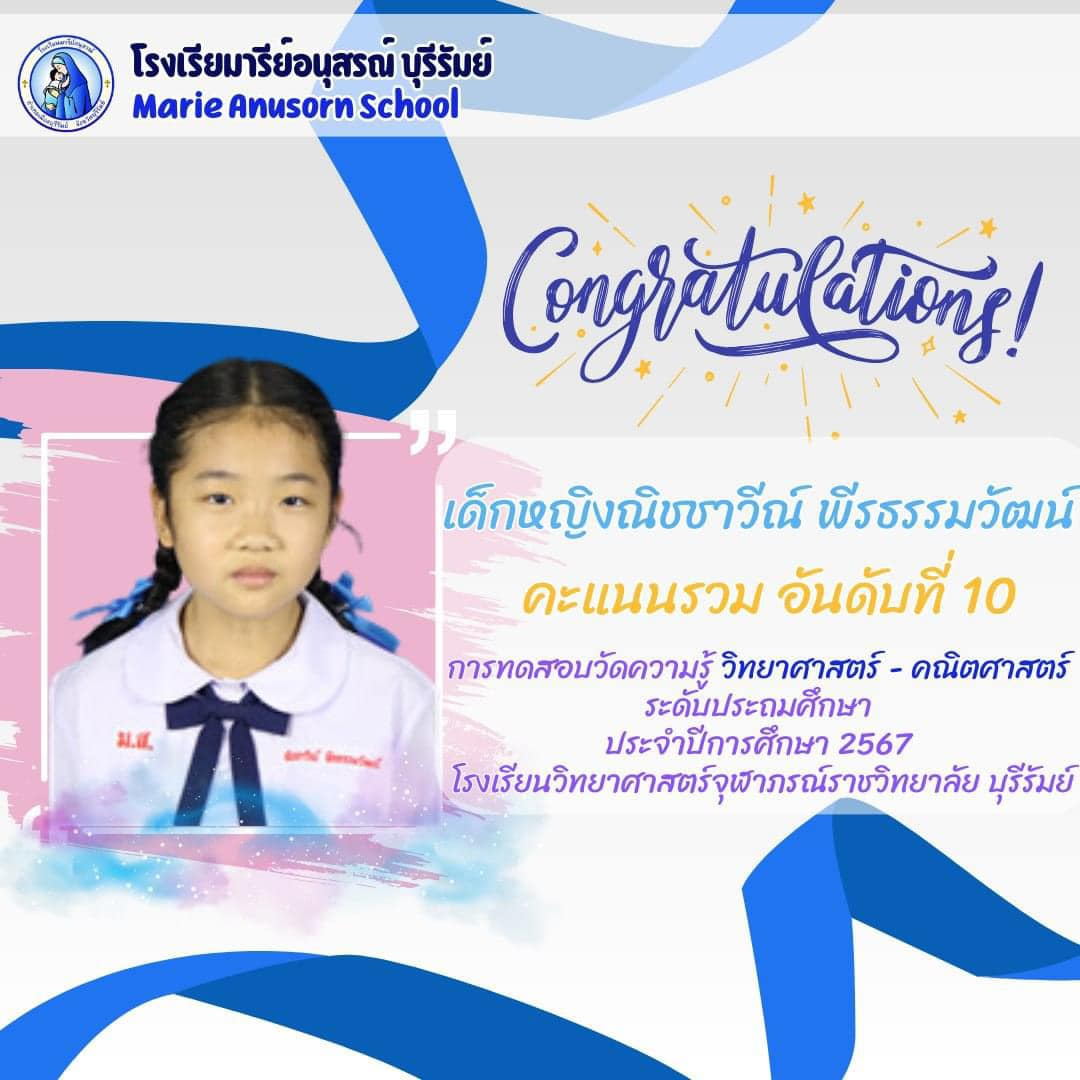 โรงเรียมารีย์อนุสรณ์ บุรีรัมย์
Marie Anusorn School
Congratulations!
"
เด็กหญิงณิชชาวีณ์ พีรธรรมวัฒน์
คะแนนรวม อันดับที่ 10
การทดสอบวัดความรู้ วิทยาศาสตร์ - คณิตศาสตร์
ระดับประถมศึกษา
ประจำปีการศึกษา 2567
โรงเรียนวิทยาศาสตร์จุฬาภรณ์ราชวิทยาลัย บุรีรัมย์
ม.ส.